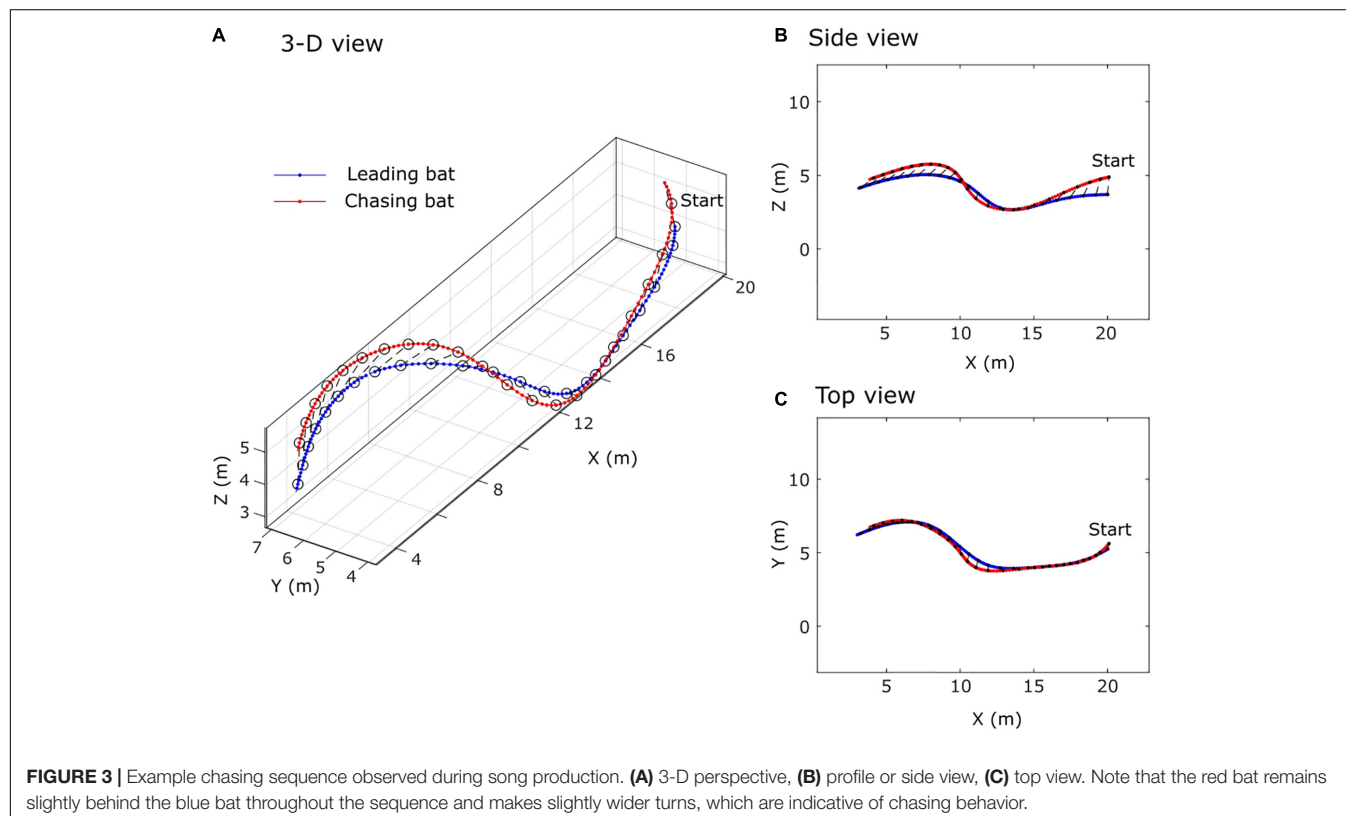 A
3-D view
Leading bat
Chasing bat
Start
20
16
12
X (m)
8
4
5
4
3
Z (m)
7
6
5
4
Y (m)
B
Side view
10
5
0
Z (m)
Start
5
10
15
20
X (m)
C
Top view
10
5
0
Y (m)
Start
5
10
15
20
X (m)
FIGURE 3 | Example chasing sequence observed during song production. (A) 3-D perspective, (B) profile or side view, (C) top view. Note that the red bat remains
slightly behind the blue bat throughout the sequence and makes slightly wider turns, which are indicative of chasing behavior.